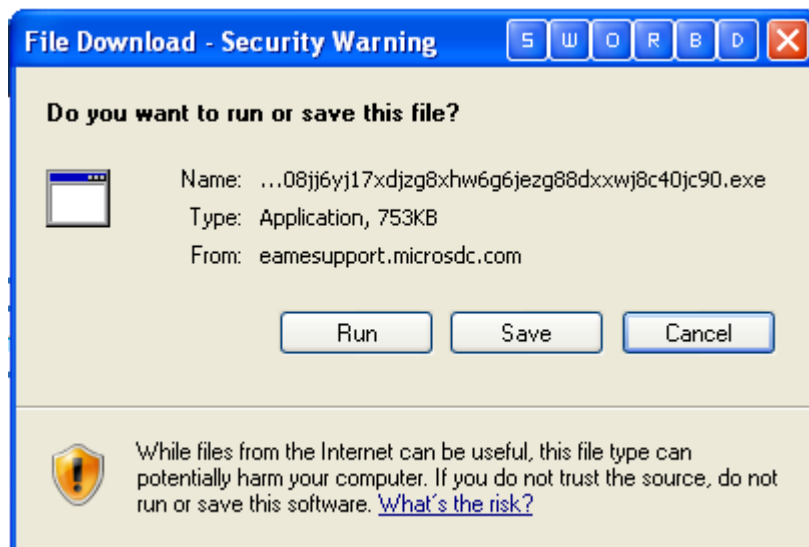 File Download - Security Warning S W O R B D
Do you want to run or save this file?
Name: ...08jj6yj17xdjzg8xhw6g6jezg88dxxwj8c40jc90.exe
Type: Application, 753KB
From: eamesupport.microsdc.com
Run Save Cancel
While files from the Internet can be useful, this file type can
potentially harm your computer. If you do not trust the source, do not
run or save this software. What's the risk?